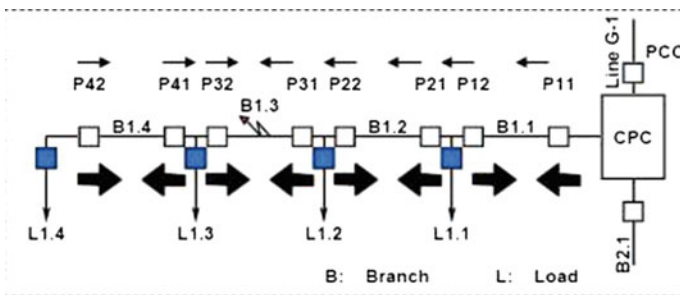 Line G-1
PCC
P42 P41 P32 P31 P22 P21 P12 P11
B1.3
B1.4 B1.2 B1.1
CPC
L1.4 L1.3 L1.2 L1.1
B2.1
B: Branch L: Load